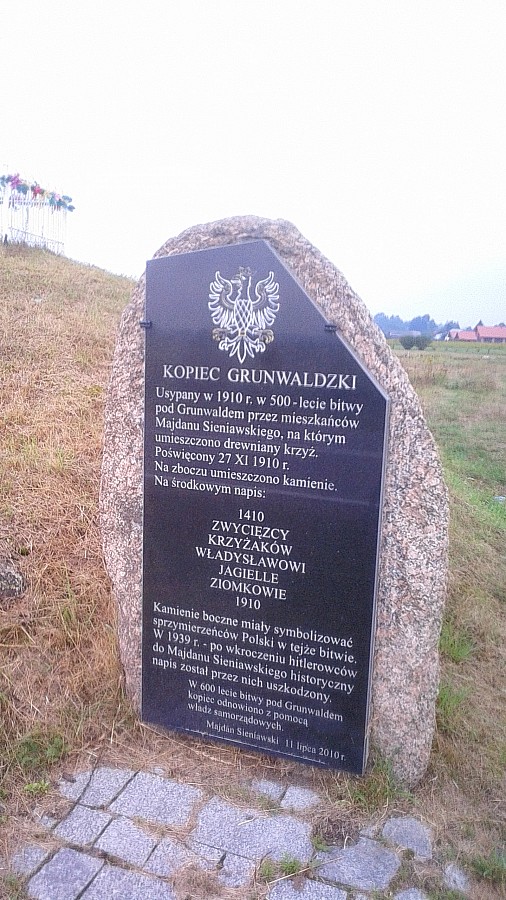 KOPIEC GRUNWALDZKI
Usypany w 1910 r. w 500-lecie bitwy
pod Grunwaldem przez mieszkańców
Majdanu Sieniawskiego, na którym
umieszczono drewniany krzyż.
Poświęcony 27 XI 1910 r.
Na zboczu umieszczono kamienie.
Na środkowym napis:
1410
ZWYCIĘZCY
KRZYŻAKÓW
WŁADYSŁAWOWI
JAGIELLE
ZIOMKOWIE
1910
Kamienie boczne miały symbolizować
sprzymierzeńców Polski w tejże bitwie.
W 1939 r. - po wkroczeniu hitlerowców
do Majdanu Sieniawskiego historyczny
napis został przez nich uszkodzony.
W 600 lecie bitwy pod Grunwaldem
kopiec odnowiono z pomocą
władz samorządowych.
Majdan Sieniawski 11 lipca 2010 r.